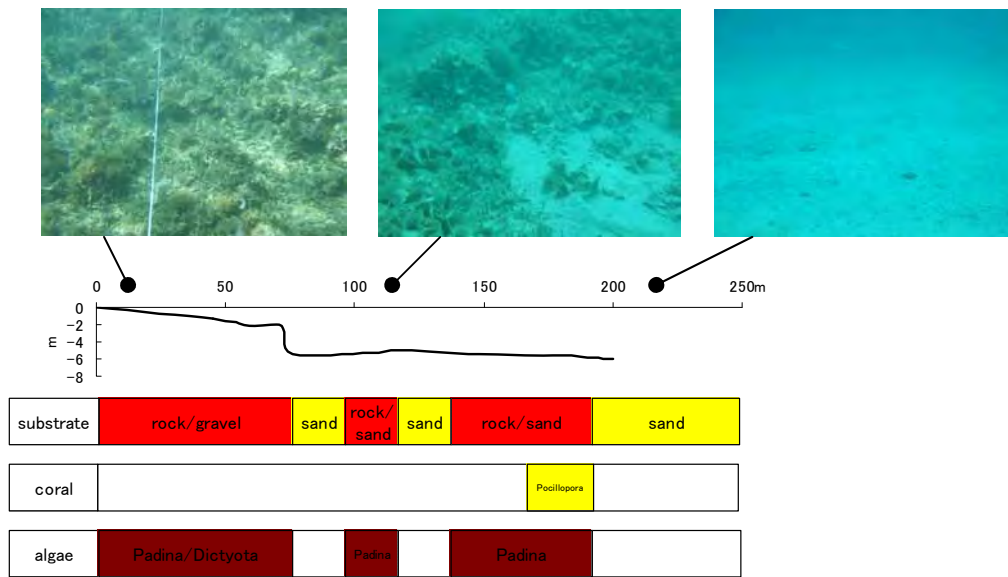 0 50 100 150 200 250m
0
-2
-4
-6
-8
m
substrate rock/gravel sand rock/ sand sand rock/sand sand
coral Pocillopora
algae Padina/Dictyota Padina Padina